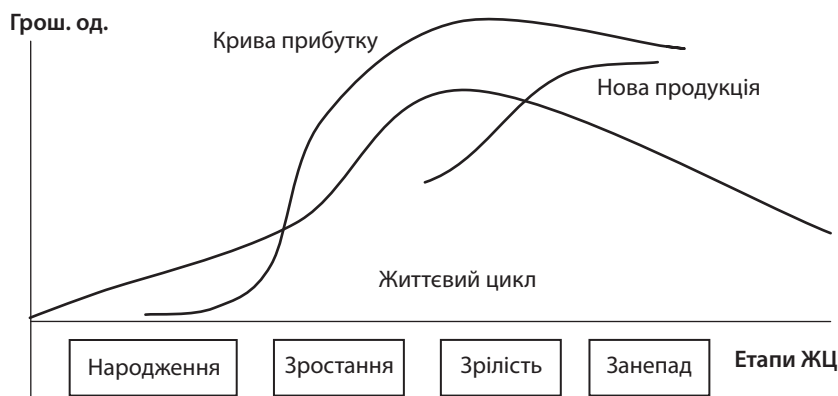 Грош. од.
Крива прибутку
Нова продукція
Життєвий цикл
Народження
Зростання
Зрілість
Занепад
Етапи ЖЦ